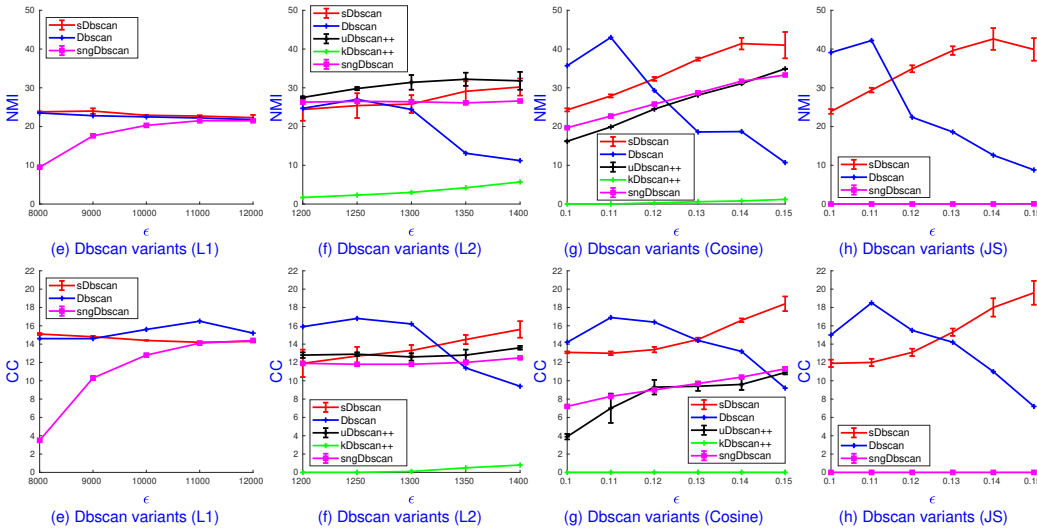 50
40
30
20
10
0
NMI
sDbscan
Dbscan
sngDbscan
8000 9000 10000 11000 12000
ϵ
(e) Dbscan variants (L1)
50
40
30
20
10
0
NMI
sDbscan
Dbscan
uDbscan++
kDbscan++
sngDbscan
1200 1250 1300 1350 1400
ϵ
(f) Dbscan variants (L2)
50
40
30
20
10
0
NMI
sDbscan
Dbscan
uDbscan++
kDbscan++
sngDbscan
0.1 0.11 0.12 0.13 0.14 0.15
ϵ
(g) Dbscan variants (Cosine)
50
40
30
20
10
0
NMI
sDbscan
Dbscan
sngDbscan
0.1 0.11 0.12 0.13 0.14 0.15
ϵ
(h) Dbscan variants (JS)
22
20
18
16
14
12
10
8
6
4
2
0
CC
sDbscan
Dbscan
sngDbscan
8000 9000 10000 11000 12000
ϵ
(e) Dbscan variants (L1)
22
20
18
16
14
12
10
8
6
4
2
0
CC
sDbscan
Dbscan
uDbscan++
kDbscan++
sngDbscan
1200 1250 1300 1350 1400
ϵ
(f) Dbscan variants (L2)
22
20
18
16
14
12
10
8
6
4
2
0
CC
sDbscan
Dbscan
uDbscan++
kDbscan++
sngDbscan
0.1 0.11 0.12 0.13 0.14 0.15
ϵ
(g) Dbscan variants (Cosine)
22
20
18
16
14
12
10
8
6
4
2
0
CC
sDbscan
Dbscan
sngDbscan
0.1 0.11 0.12 0.13 0.14 0.15
ϵ
(h) Dbscan variants (JS)